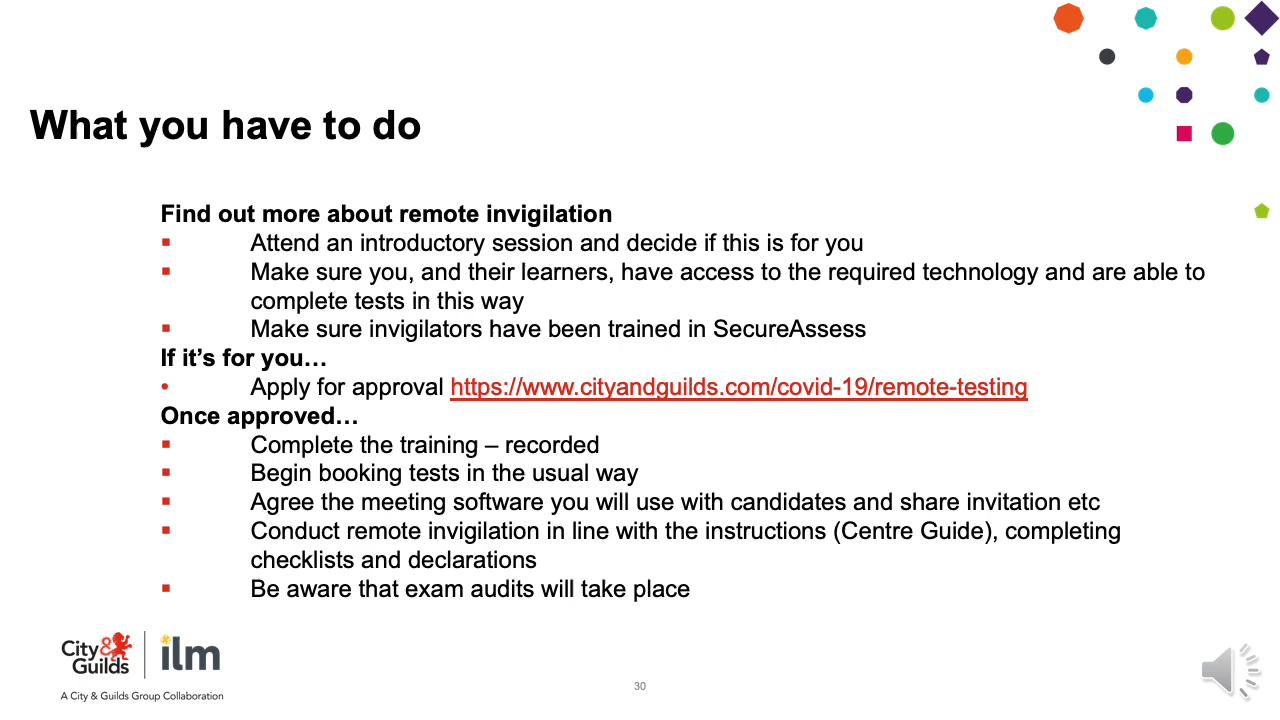 What you have to do
Find out more about remote invigilation
Attend an introductory session and decide if this is for you
Make sure you, and their learners, have access to the required technology and are able to
complete tests in this way
Make sure invigilators have been trained in SecureAssess
If it's for you…
Apply for approval https://www.cityandguilds.com/covid-19/remote-testing
Once approved…
Complete the training – recorded
Begin booking tests in the usual way
Agree the meeting software you will use with candidates and share invitation etc
Conduct remote invigilation in line with the instructions (Centre Guide), completing
checklists and declarations
Be aware that exam audits will take place
City&
Guilds
ilm
A City & Guilds Group Collaboration
30